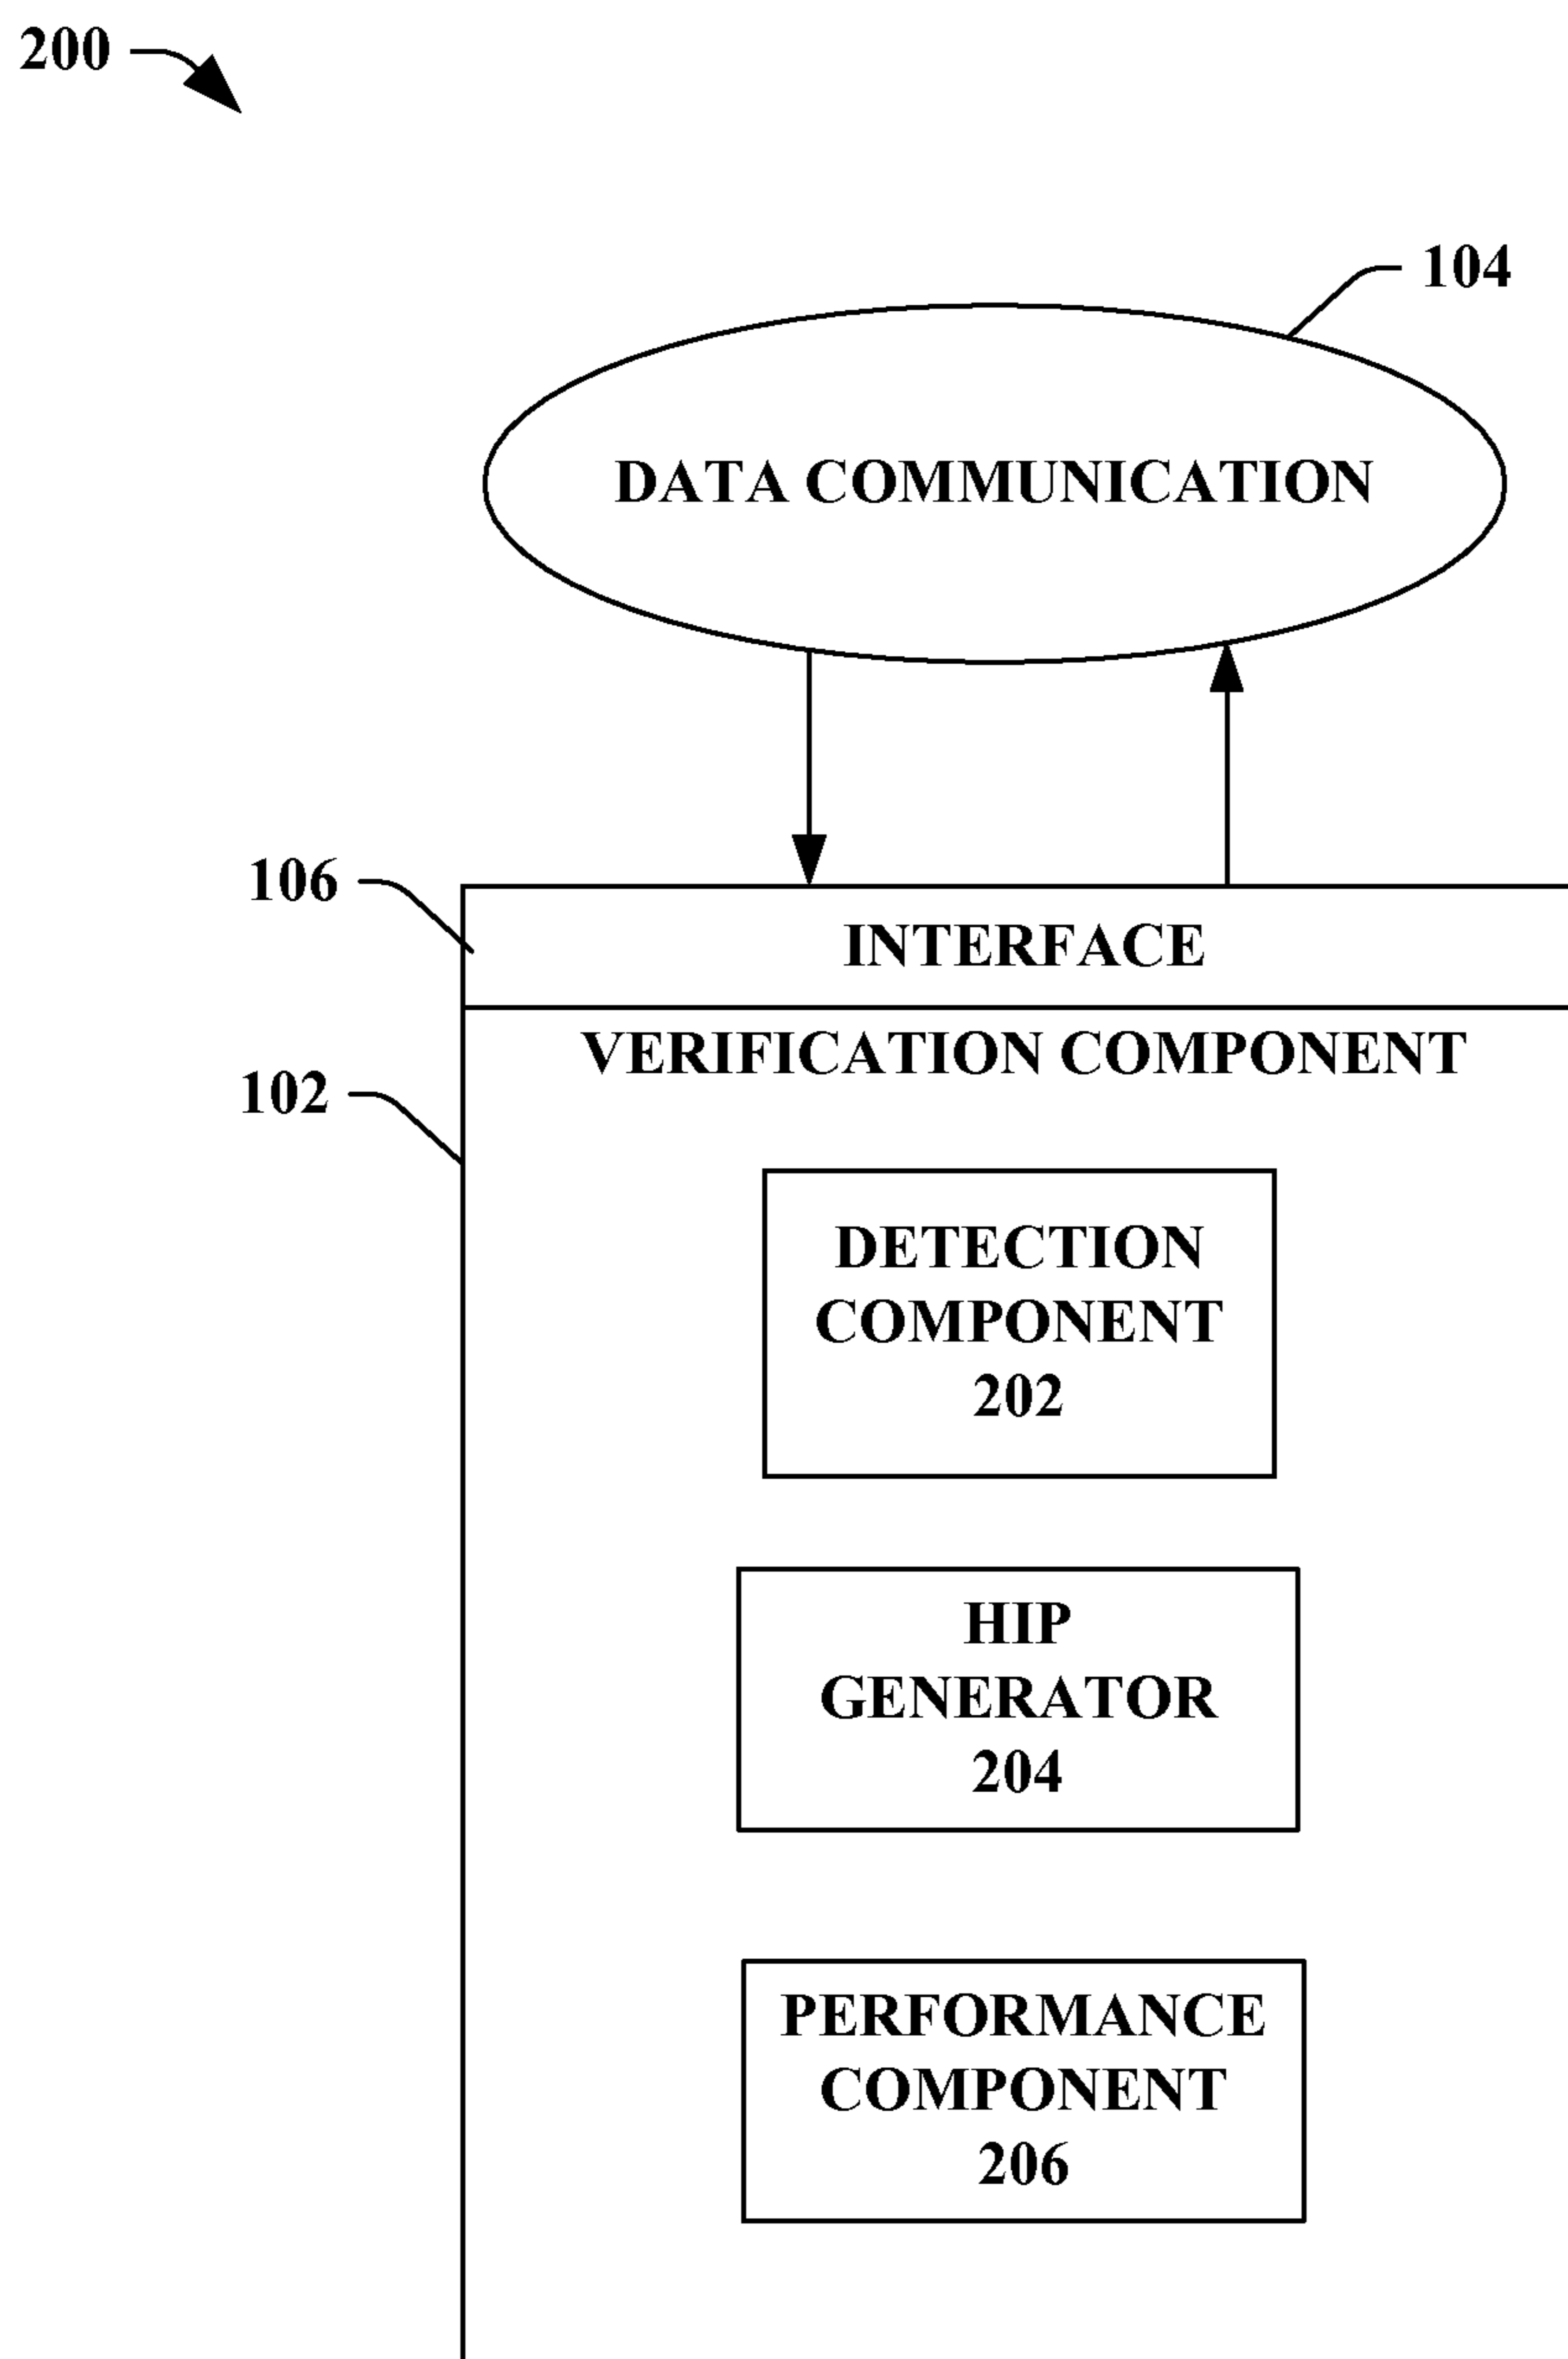 200
104
DATA COMMUNICATION
106
INTERFACE
VERIFICATION COMPONENT
102
DETECTION
COMPONENT
202
HIP
GENERATOR
204
PERFORMANCE
COMPONENT
206